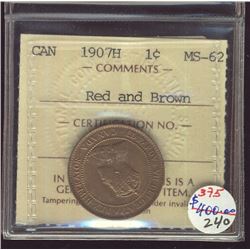 CAN 1907H 1¢ MS-62
COMMENTS
Red and Brown
CERTIFICATION NO.
IN
IS A
GE
ITEM.
Tampering
der invali
375
$400.00
240